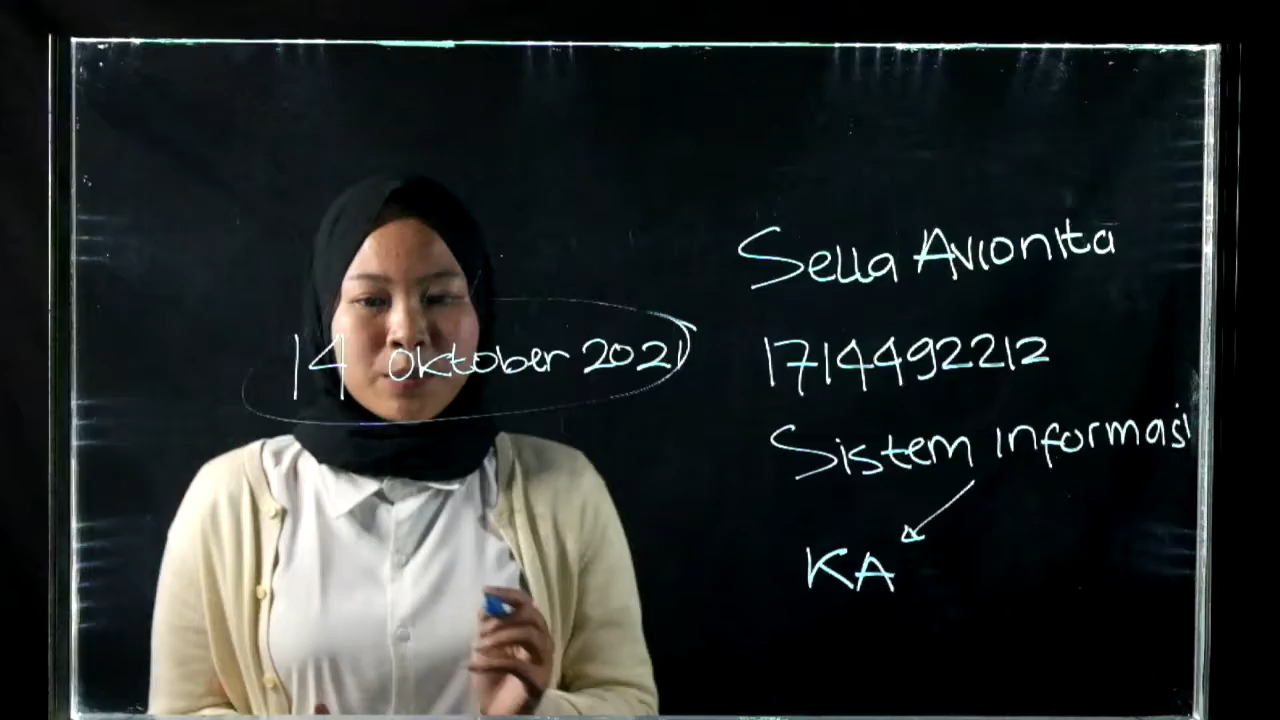 Sella Avionita
14 Oktober 2021
1714492212
Sistem informasi
KA